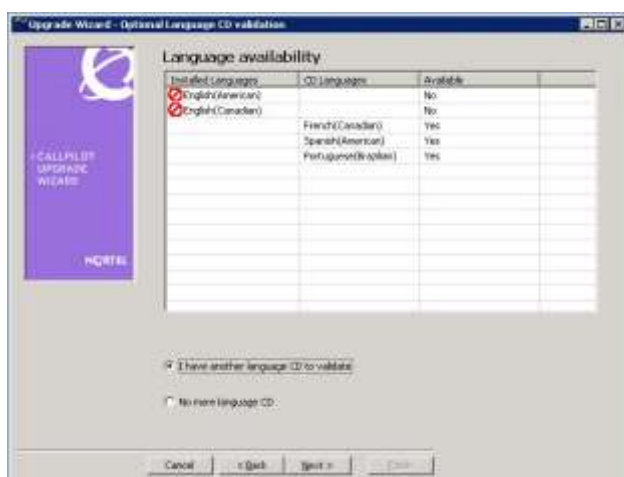 Upgrade Wizard - Optional Language CD validation
Language availability
Installed Languages CD Languages Available
English(American) No
English(Canadian) No
French(Canadian) Yes
Spanish(American) Yes
Portuguese(Brazilian) Yes
CALLPILOT
UPGRADE
WIZARD
NORTEL
I have another language CD to validate
No more language CD
Cancel < Back Next >